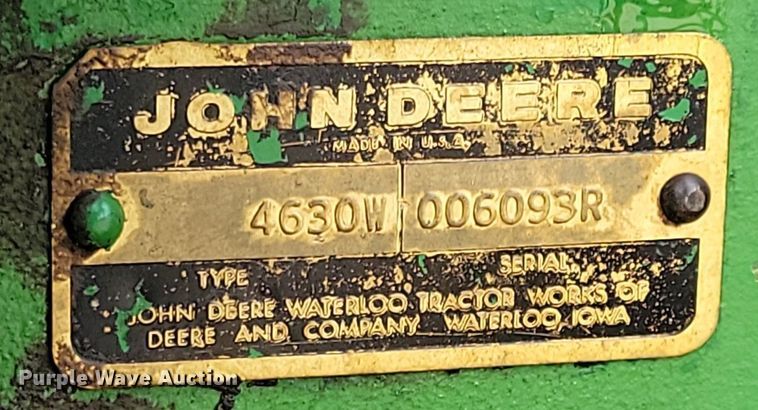 JOHN DEERE
MADE IN U.S.A.
4630W 006093R
TYPE SERIAL
JOHN DEERE WATERLOO TRACTOR WORKS OF
DEERE AND COMPANY WATERLOO, IOWA
Purple Wave Auction